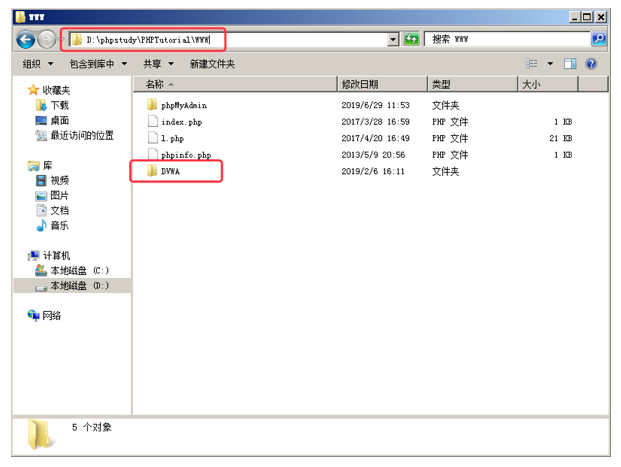 WWW
D:\phpstudy\PHPTutorial\WWW
搜索 WWW
组织 包含到库中 共享 新建文件夹
收藏夹
下载
桌面
最近访问的位置
库
视频
图片
文档
音乐
计算机
本地磁盘 (C:)
本地磁盘 (D:)
网络
名称 修改日期 类型 大小
phpMyAdmin 2019/6/29 11:53 文件夹
index.php 2017/3/28 16:59 PHP 文件 1 KB
l.php 2017/4/20 16:49 PHP 文件 21 KB
phpinfo.php 2013/5/9 20:56 PHP 文件 1 KB
DVWA 2019/2/6 16:11 文件夹
5 个对象